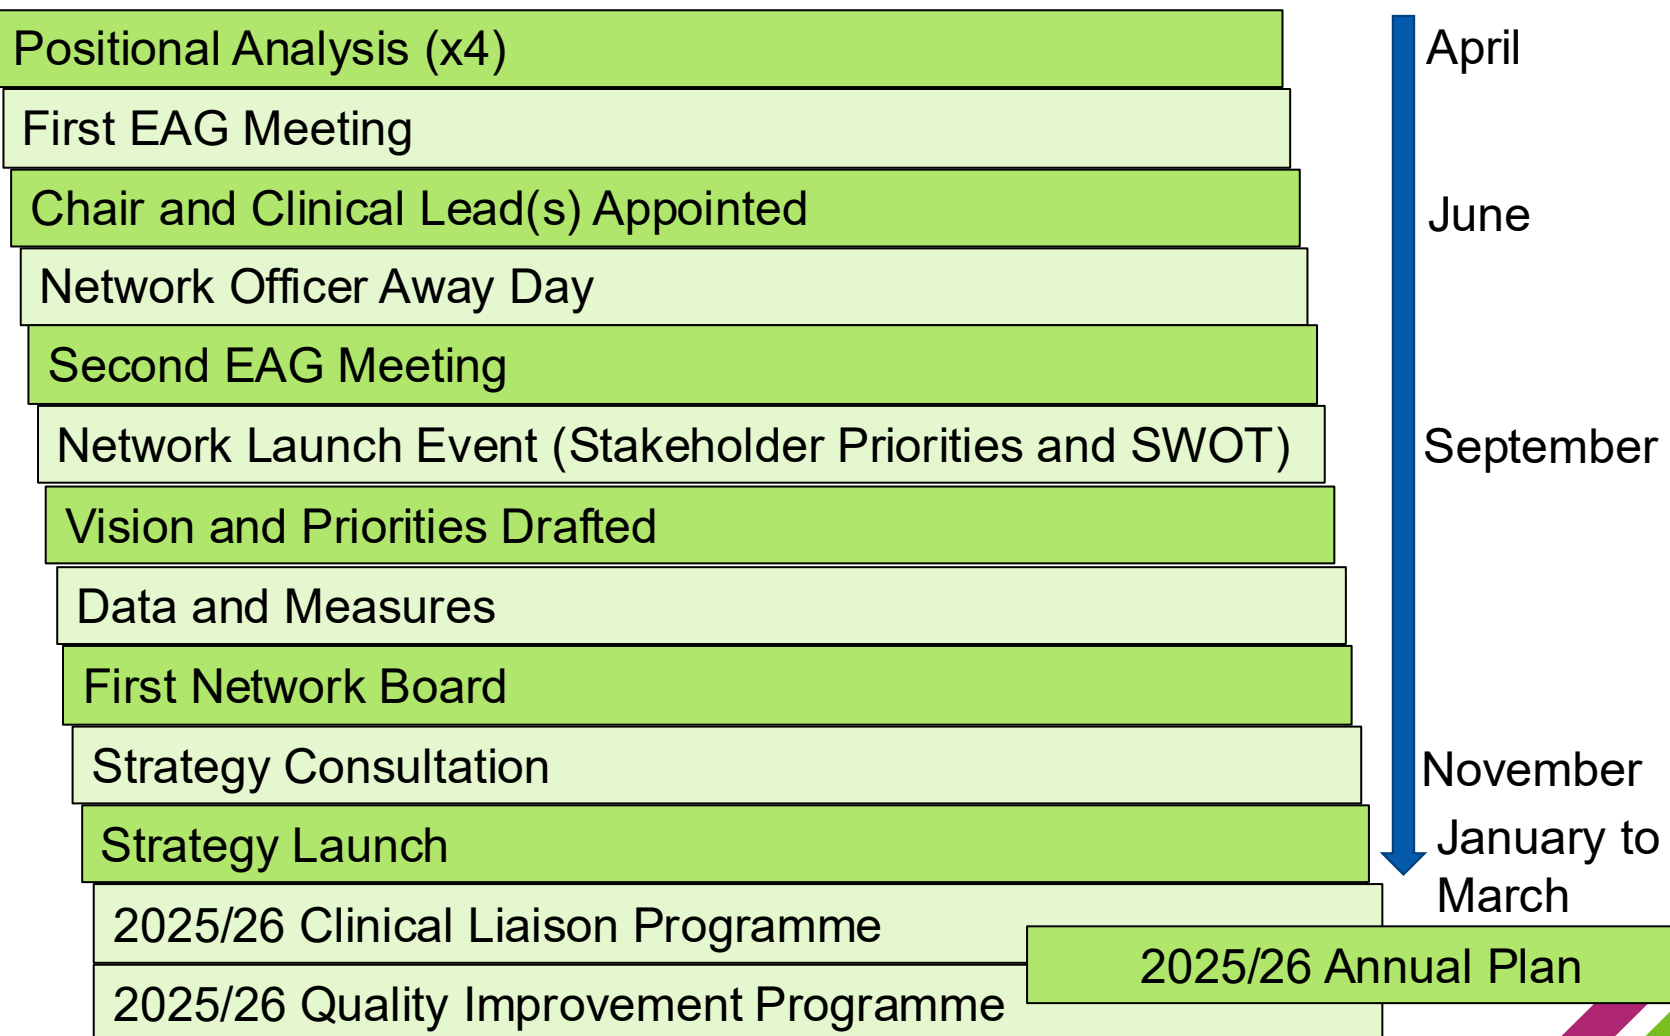 Positional Analysis (x4)
April
First EAG Meeting
Chair and Clinical Lead(s) Appointed
June
Network Officer Away Day
Second EAG Meeting
Network Launch Event (Stakeholder Priorities and SWOT)
September
Vision and Priorities Drafted
Data and Measures
First Network Board
Strategy Consultation
November
Strategy Launch
January to
March
2025/26 Clinical Liaison Programme
2025/26 Annual Plan
2025/26 Quality Improvement Programme